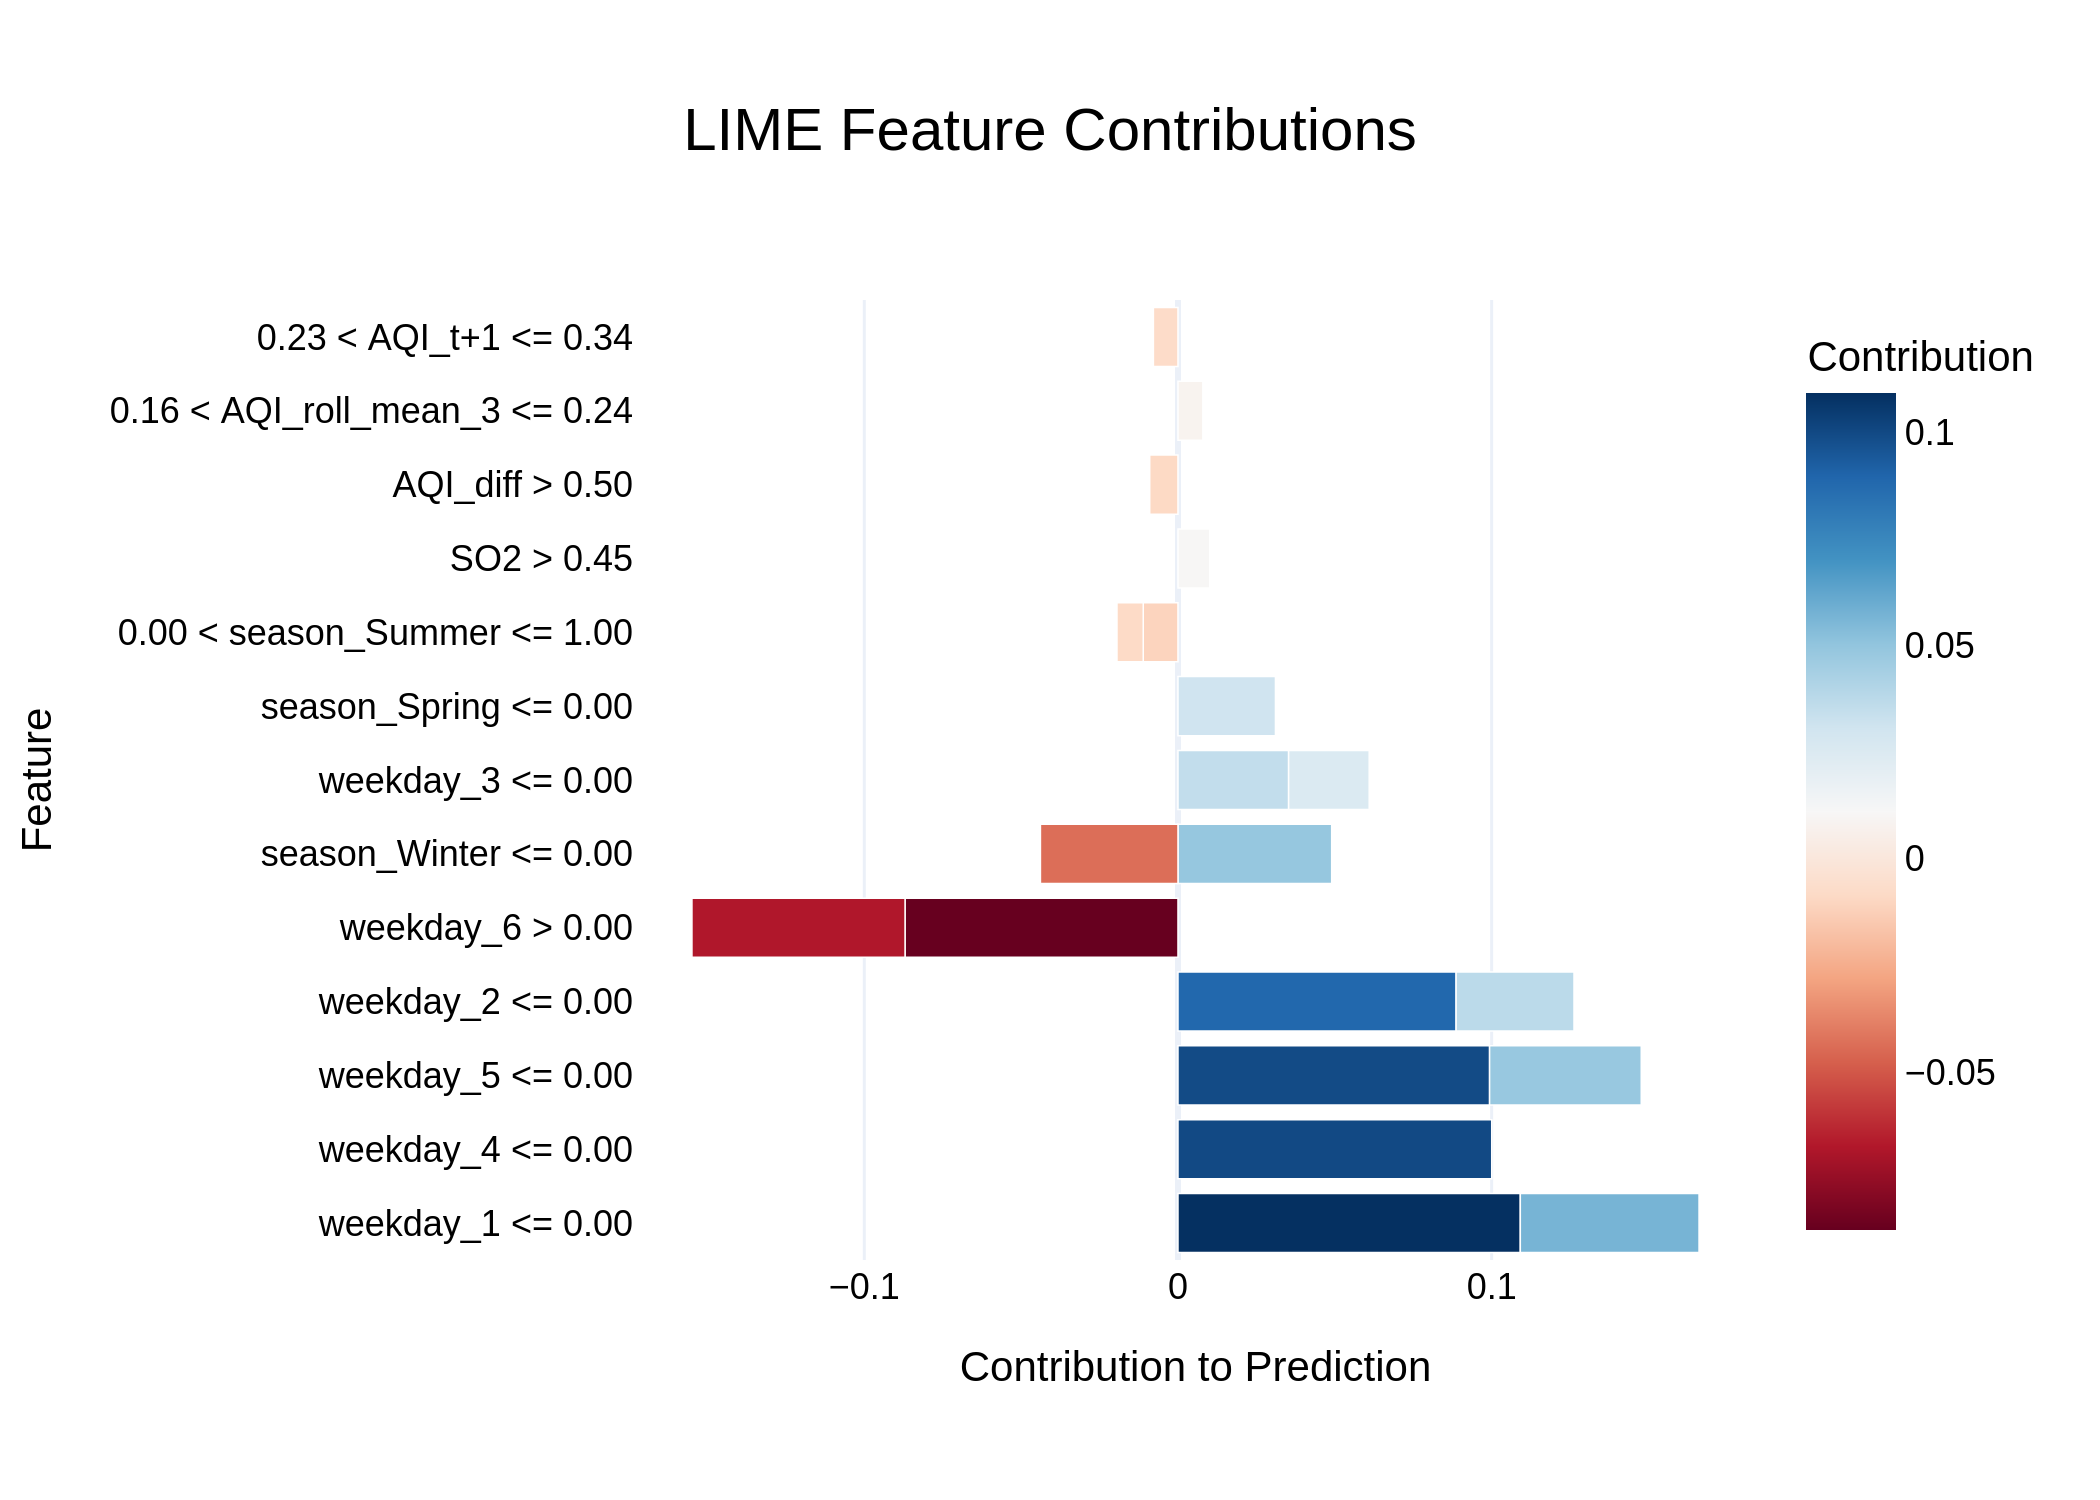 LIME Feature Contributions
Feature
0.23 < AQI_t+1 <= 0.34
0.16 < AQI_roll_mean_3 <= 0.24
AQI_diff > 0.50
SO2 > 0.45
0.00 < season_Summer <= 1.00
season_Spring <= 0.00
weekday_3 <= 0.00
season_Winter <= 0.00
weekday_6 > 0.00
weekday_2 <= 0.00
weekday_5 <= 0.00
weekday_4 <= 0.00
weekday_1 <= 0.00
−0.1
0
0.1
Contribution to Prediction
Contribution
0.1
0.05
0
−0.05